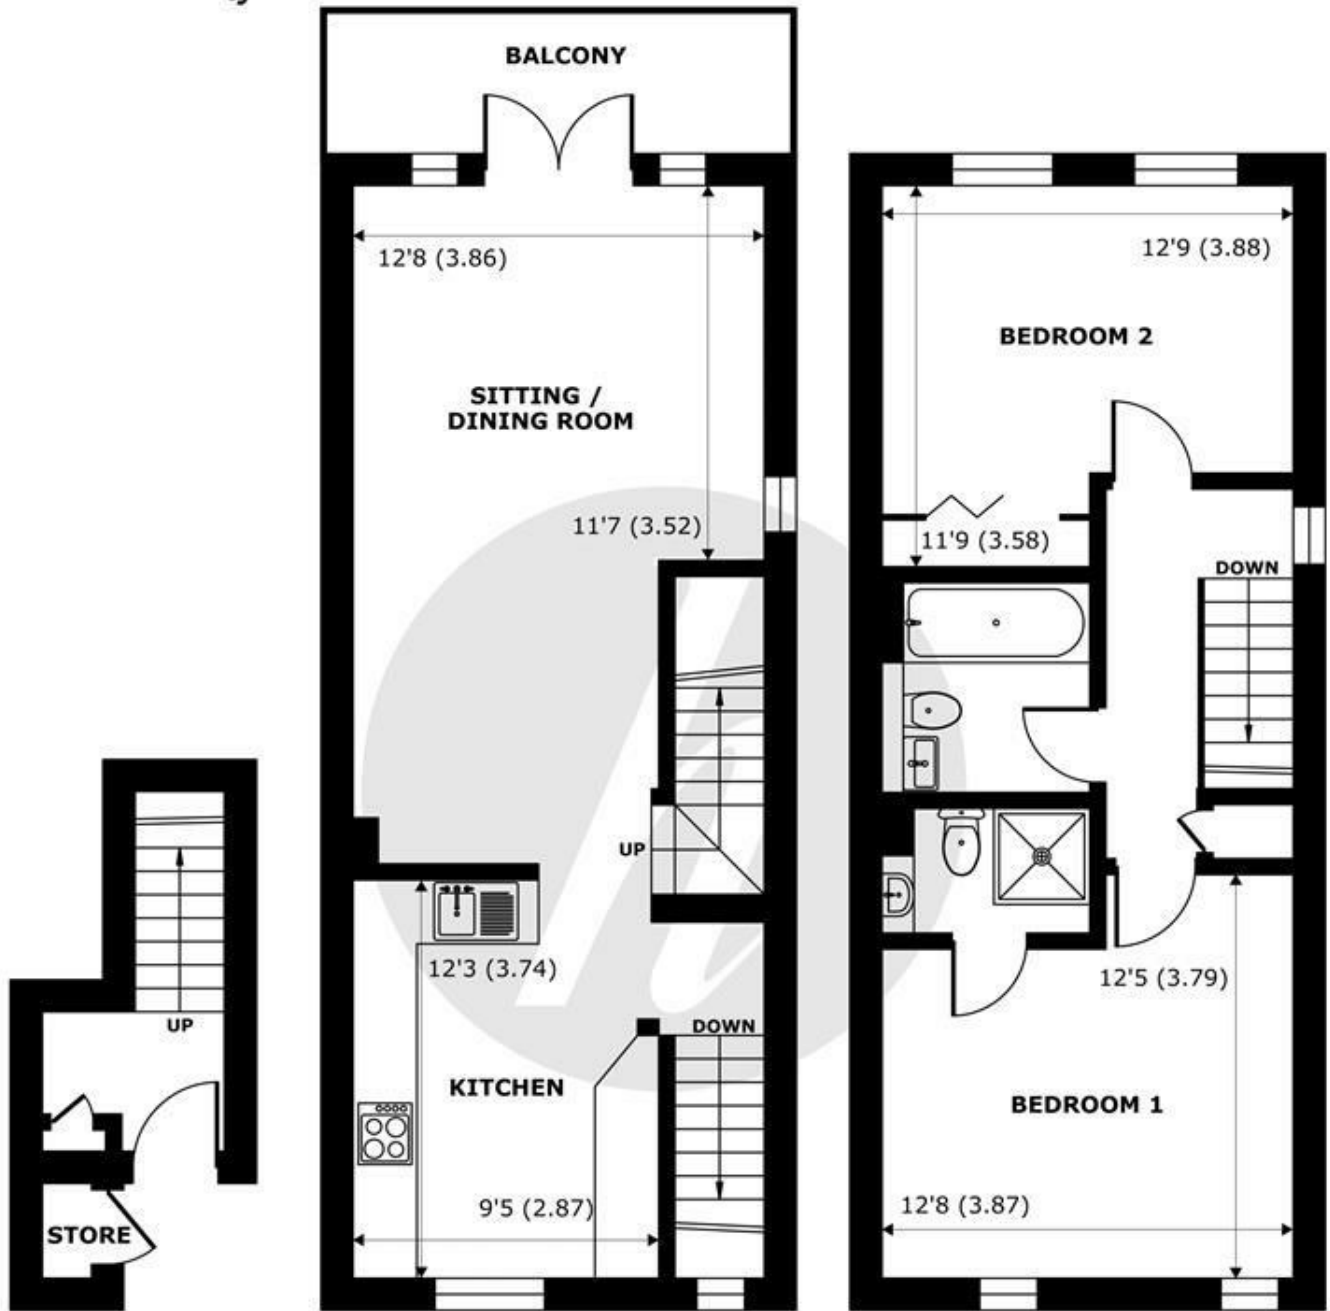 BALCONY
12'8 (3.86)
SITTING /
DINING ROOM
11'7 (3.52)
UP
12'3 (3.74)
DOWN
KITCHEN
9'5 (2.87)
12'9 (3.88)
BEDROOM 2
11'9 (3.58)
DOWN
12'5 (3.79)
BEDROOM 1
12'8 (3.87)
UP
STORE